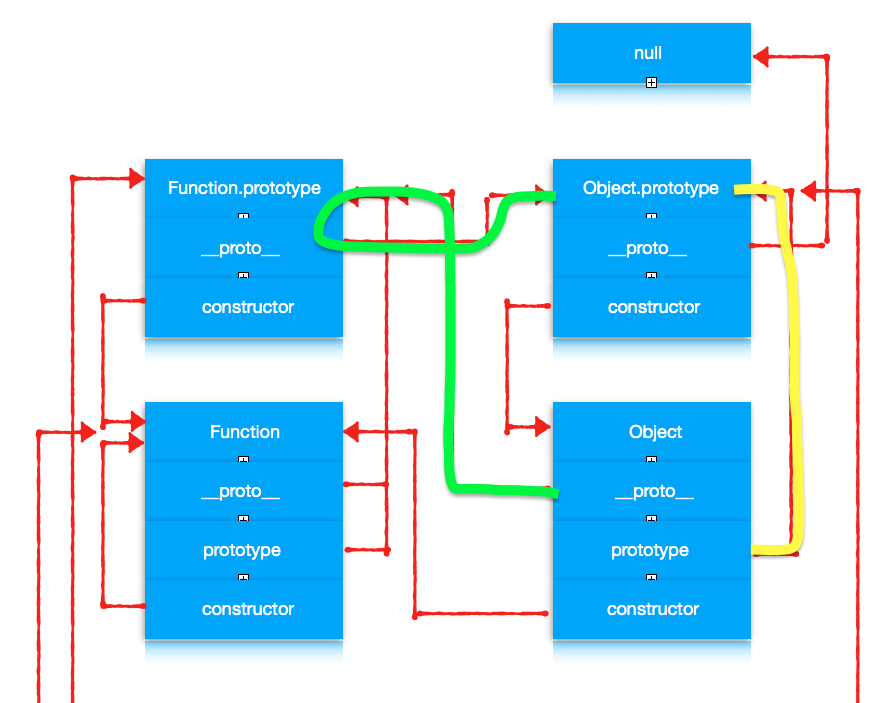 null
Function.prototype
__proto__
constructor
Object.prototype
__proto__
constructor
Function
__proto__
prototype
constructor
Object
__proto__
prototype
constructor